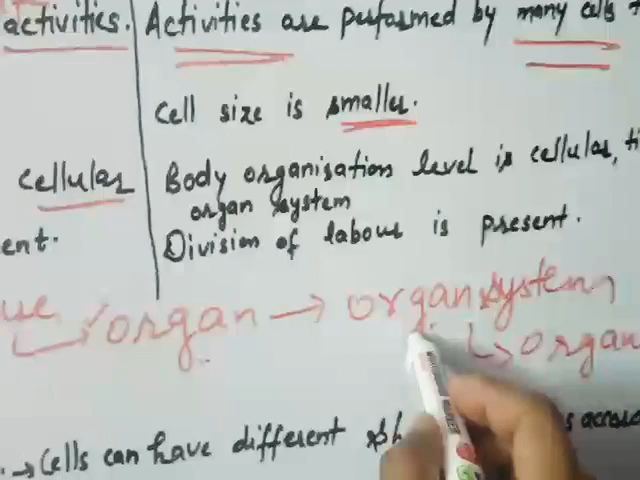 activities. Activities are performed by many cells
Cell size is smaller.
cellular Body organisation level is cellular,
organ system
ent. Division of labour is present.
ue organ → organ system
↳ organ
→ Cells can have different